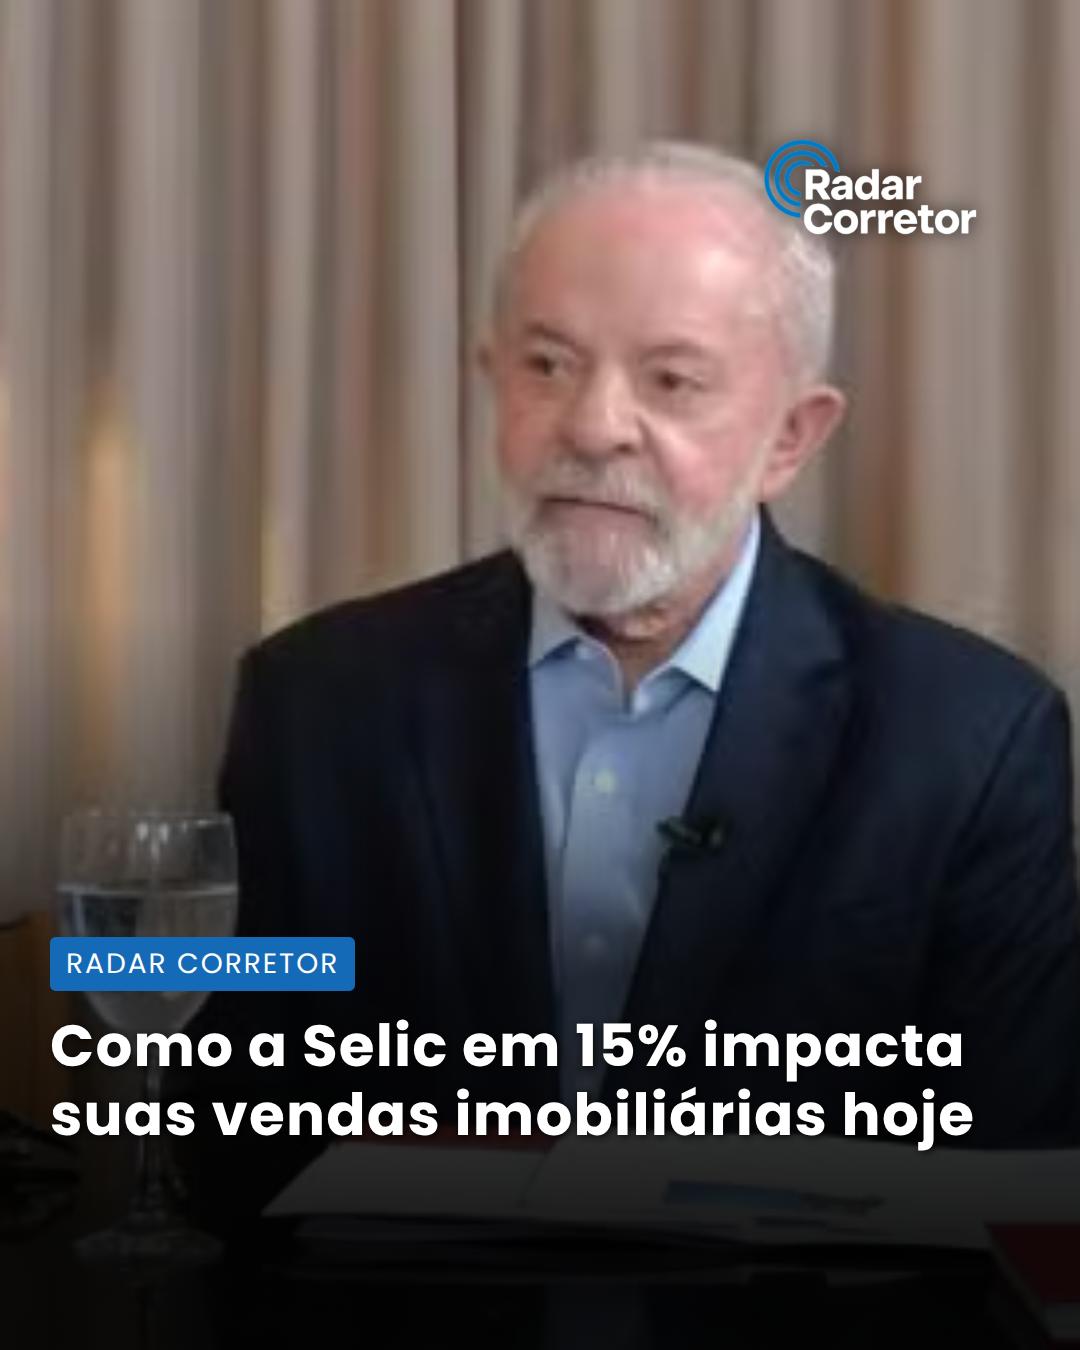 Radar
Corretor
RADAR CORRETOR
Como a Selic em 15% impacta
suas vendas imobiliárias hoje